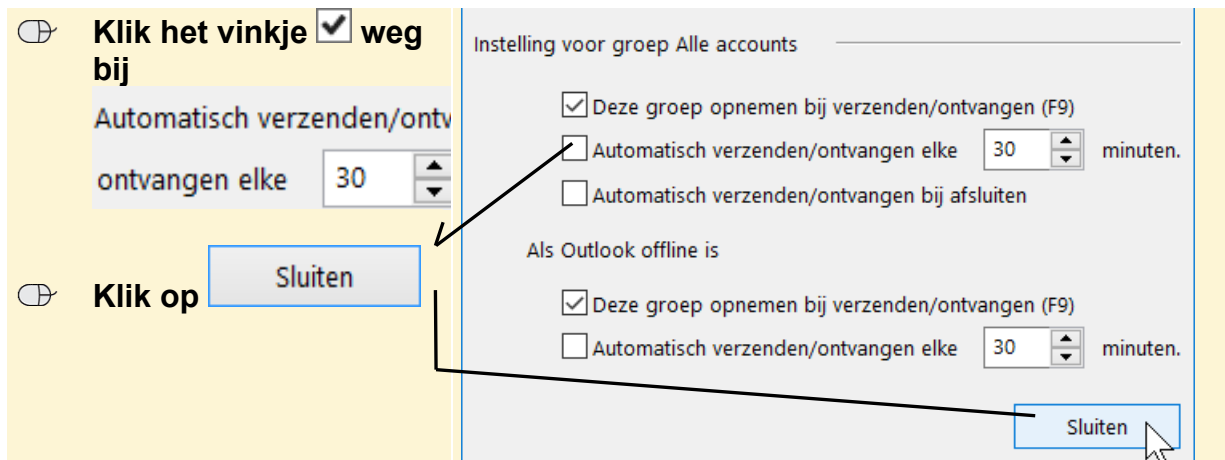 Klik het vinkje weg
bij
Automatisch verzenden/ontv
ontvangen elke 30
Klik op Sluiten
Instelling voor groep Alle accounts
Deze groep opnemen bij verzenden/ontvangen (F9)
Automatisch verzenden/ontvangen elke 30 minuten.
Automatisch verzenden/ontvangen bij afsluiten
Als Outlook offline is
Deze groep opnemen bij verzenden/ontvangen (F9)
Automatisch verzenden/ontvangen elke 30 minuten.
Sluiten